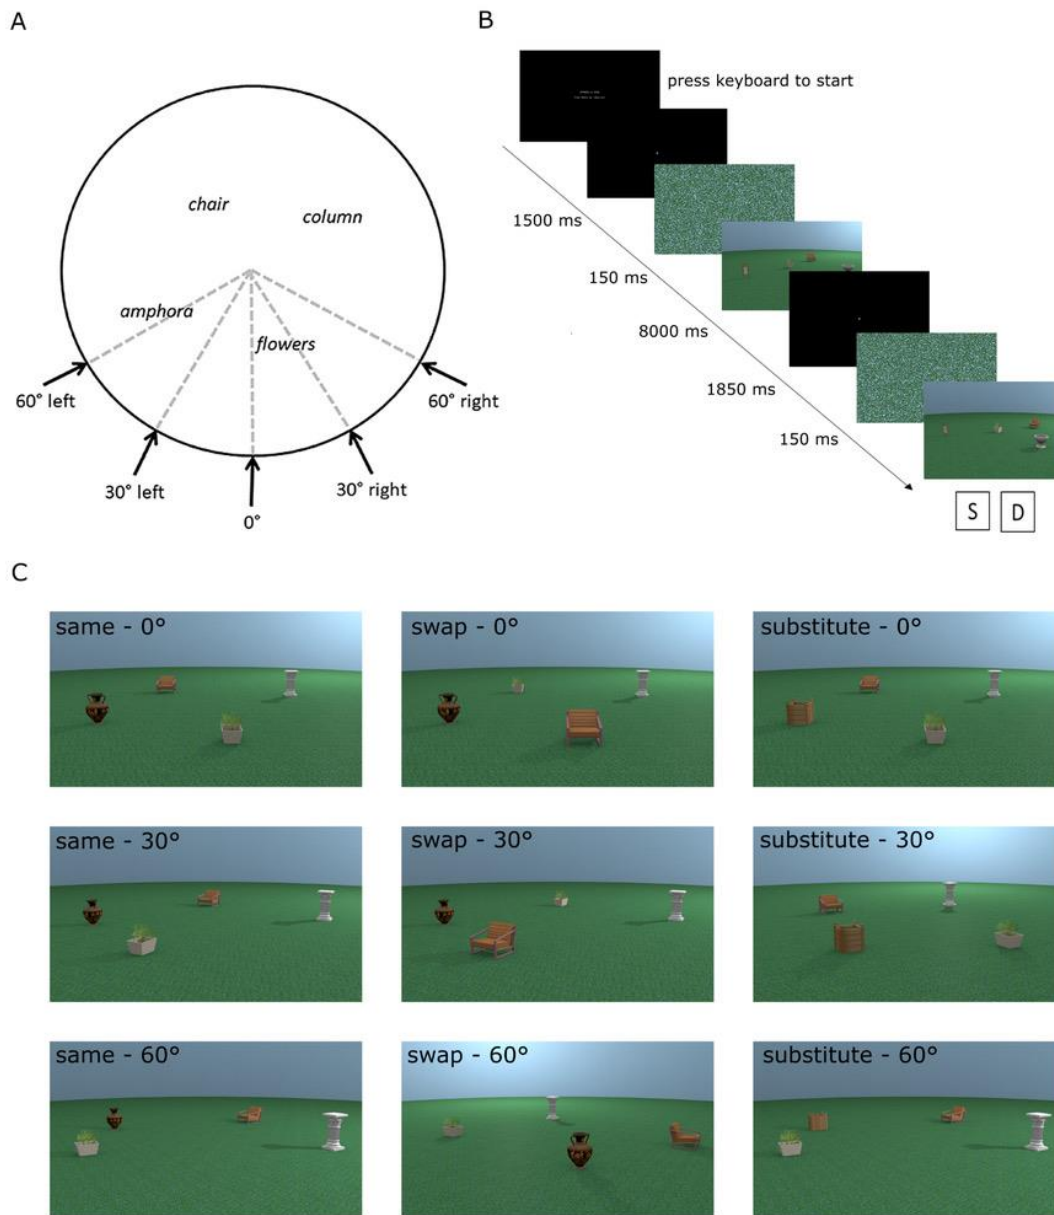 A
chair
column
amphora
flowers
60° left
60° right
30° left
30° right
0°
B
press keyboard to start
1500 ms
150 ms
8000 ms
1850 ms
150 ms
S D
C
same - 0°
swap - 0°
substitute - 0°
same - 30°
swap - 30°
substitute - 30°
same - 60°
swap - 60°
substitute - 60°